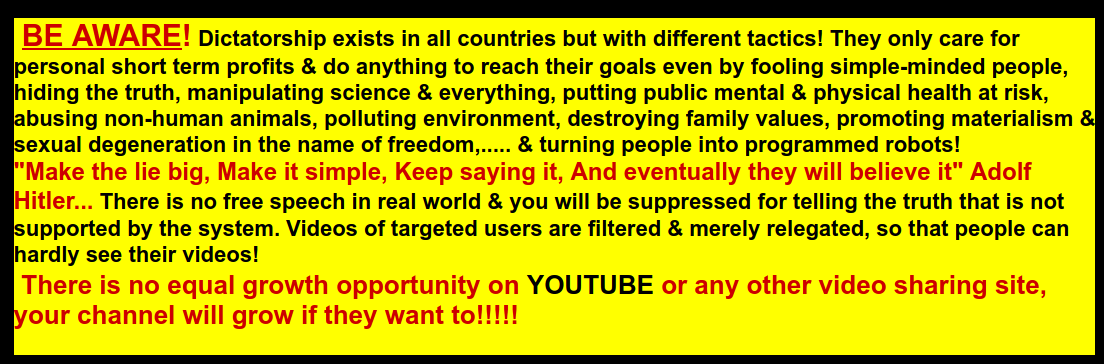 BE AWARE! Dictatorship exists in all countries but with different tactics! They only care for
personal short term profits & do anything to reach their goals even by fooling simple-minded people,
hiding the truth, manipulating science & everything, putting public mental & physical health at risk,
abusing non-human animals, polluting environment, destroying family values, promoting materialism &
sexual degeneration in the name of freedom,..... & turning people into programmed robots!
"Make the lie big, Make it simple, Keep saying it, And eventually they will believe it" Adolf
Hitler... There is no free speech in real world & you will be suppressed for telling the truth that is not
supported by the system. Videos of targeted users are filtered & merely relegated, so that people can
hardly see their videos!
There is no equal growth opportunity on YOUTUBE or any other video sharing site,
your channel will grow if they want to!!!!!